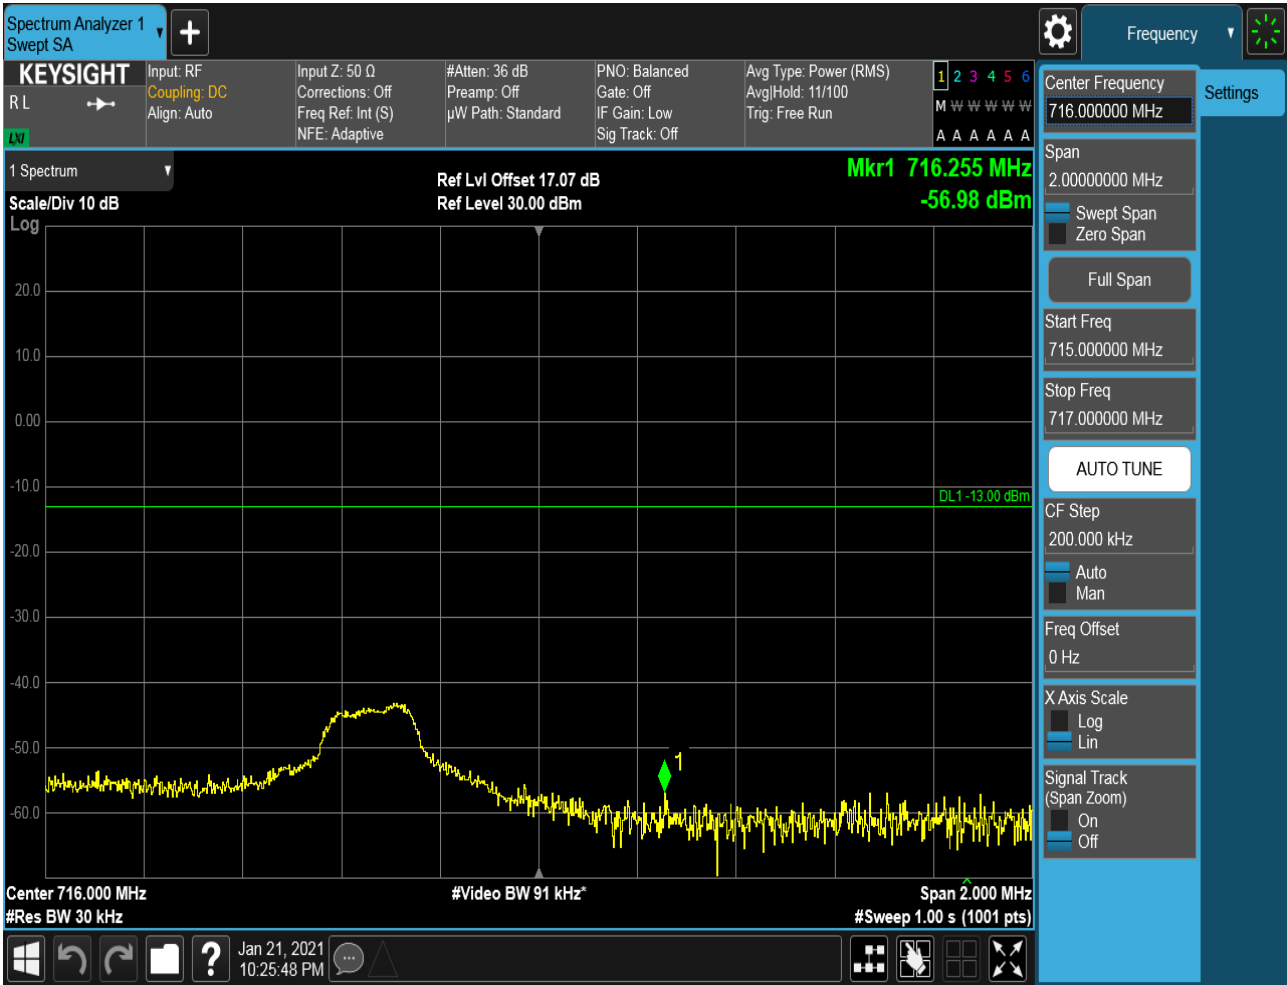 Spectrum Analyzer 1
Swept SA
Frequency
KEYSIGHT
R L
LXI
Input: RF
Coupling: DC
Align: Auto
Input Z: 50 Ω
Corrections: Off
Freq Ref: Int (S)
NFE: Adaptive
#Atten: 36 dB
Preamp: Off
µW Path: Standard
PNO: Balanced
Gate: Off
IF Gain: Low
Sig Track: Off
Avg Type: Power (RMS)
Avg|Hold: 11/100
Trig: Free Run
1 2 3 4 5 6
M W W W W W
A A A A A A
1 Spectrum
Scale/Div 10 dB
Log
Ref Lvl Offset 17.07 dB
Ref Level 30.00 dBm
Mkr1 716.255 MHz
-56.98 dBm
20.0
10.0
0.00
-10.0
-20.0
-30.0
-40.0
-50.0
-60.0
DL1 -13.00 dBm
1
Center 716.000 MHz
#Res BW 30 kHz
#Video BW 91 kHz*
Span 2.000 MHz
#Sweep 1.00 s (1001 pts)
Center Frequency
716.000000 MHz
Settings
Span
2.00000000 MHz
Swept Span
Zero Span
Full Span
Start Freq
715.000000 MHz
Stop Freq
717.000000 MHz
AUTO TUNE
CF Step
200.000 kHz
Auto
Man
Freq Offset
0 Hz
X Axis Scale
Log
Lin
Signal Track
(Span Zoom)
On
Off
?
Jan 21, 2021
10:25:48 PM